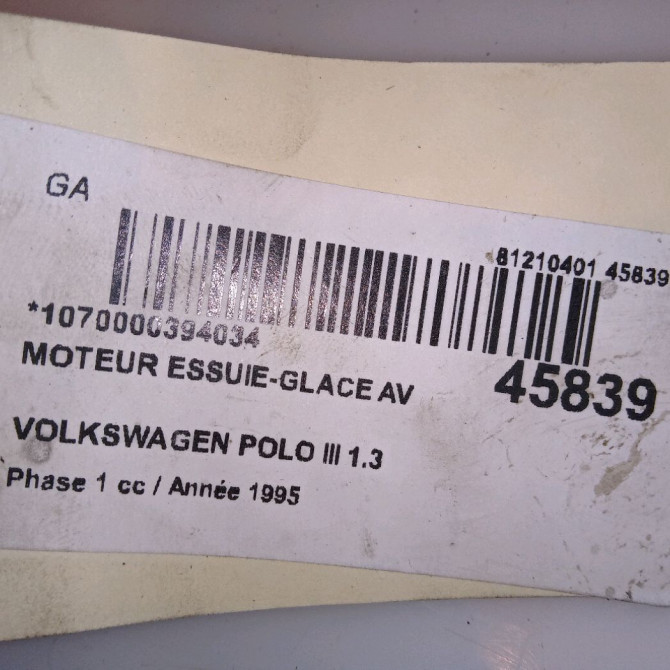 GA
81210401 45839
*1070000394034
MOTEUR ESSUIE-GLACE AV
45839
VOLKSWAGEN POLO III 1.3
Phase 1 cc / Année 1995